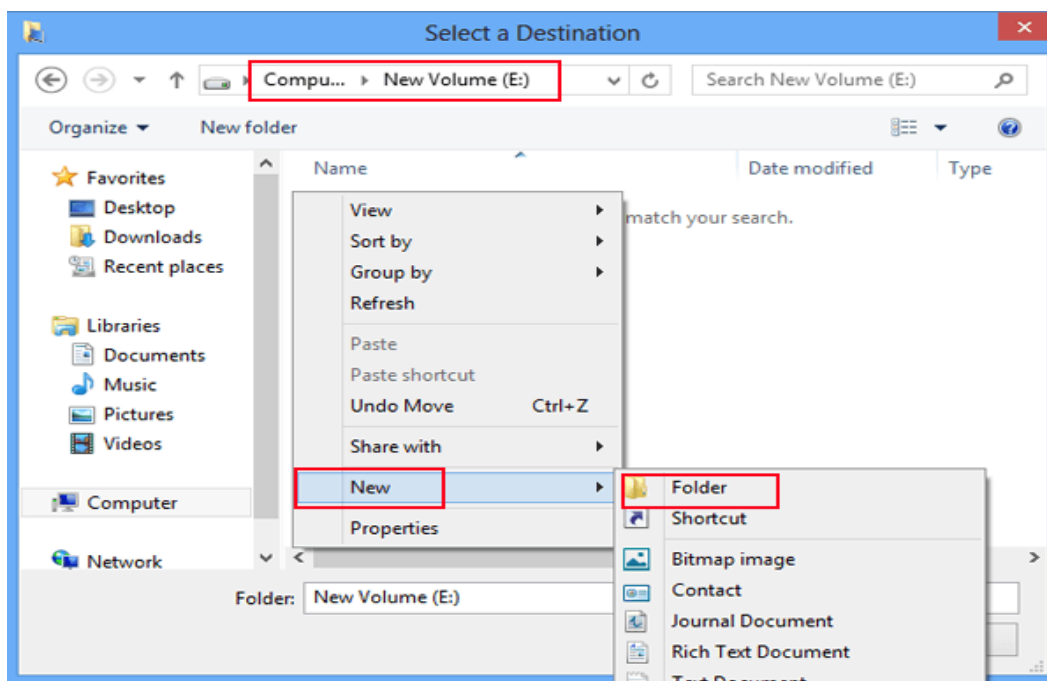 Select a Destination
Compu... New Volume (E:)
Search New Volume (E:)
Organize New folder
Name Date modified Type
match your search.
Favorites
Desktop
Downloads
Recent places
Libraries
Documents
Music
Pictures
Videos
Computer
Network
View
Sort by
Group by
Refresh
Paste
Paste shortcut
Undo Move Ctrl+Z
Share with
New
Properties
Folder
Shortcut
Bitmap image
Contact
Journal Document
Rich Text Document
Text Document
Folder: New Volume (E:)